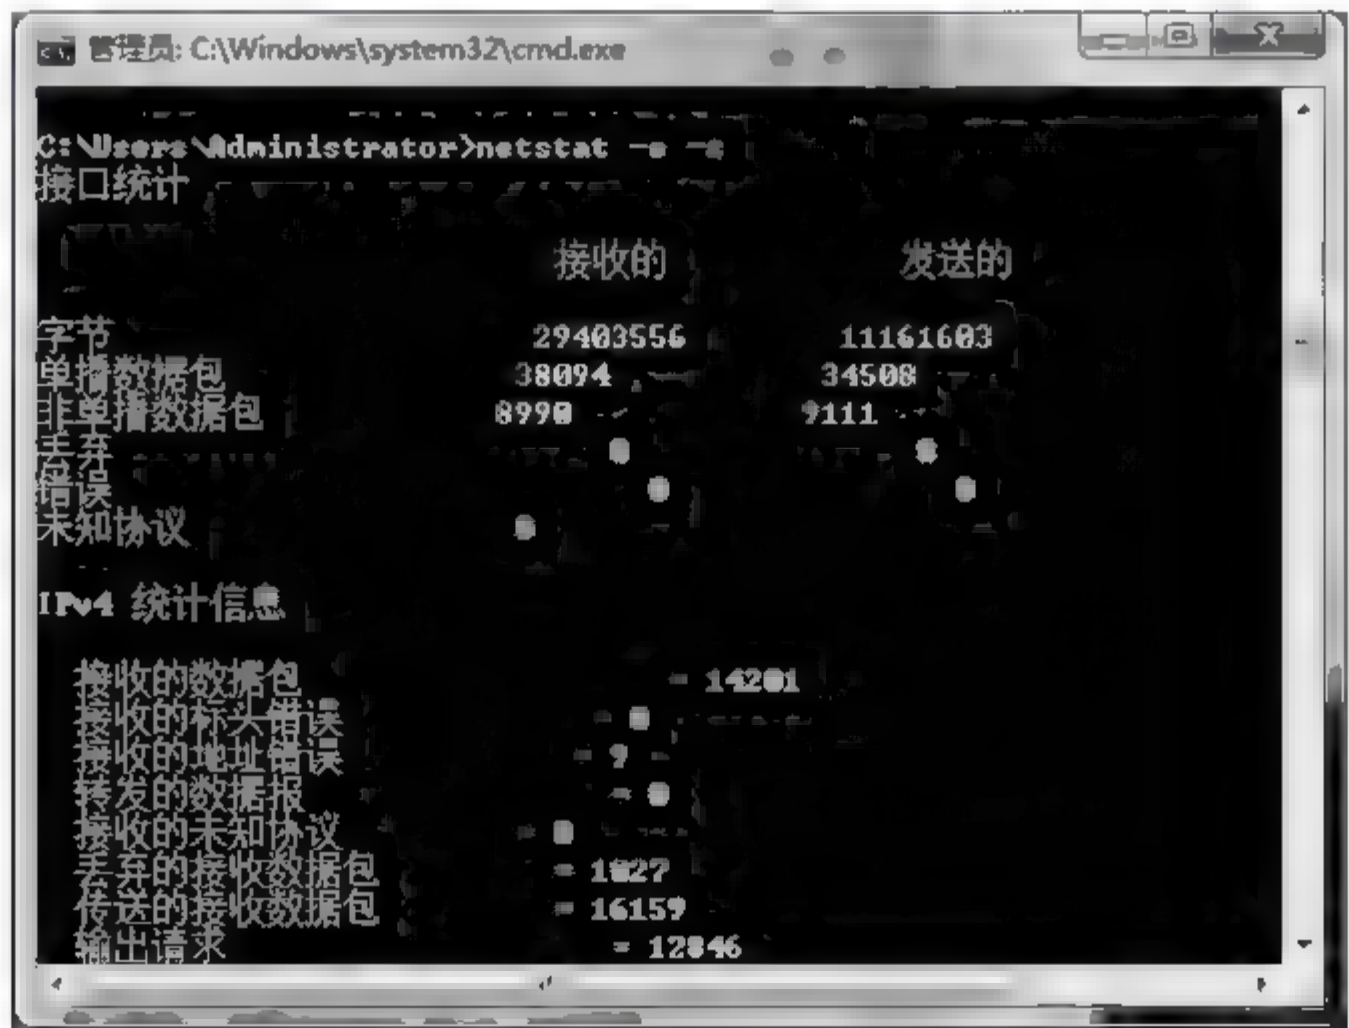 管理员: C:\Windows\system32\cmd.exe
C:\Users\Administrator>netstat -e -s
接口统计
接收的 发送的
字节 29403556 11161603
单播数据包 38094 34508
非单播数据包 8990 9111
丢弃 0 0
错误 0 0
未知协议 0
IPv4 统计信息
接收的数据包 = 14201
接收的标头错误 = 0
接收的地址错误 = 9
转发的数据报 = 0
接收的未知协议 = 0
丢弃的接收数据包 = 1027
传送的接收数据包 = 16159
输出请求 = 12846